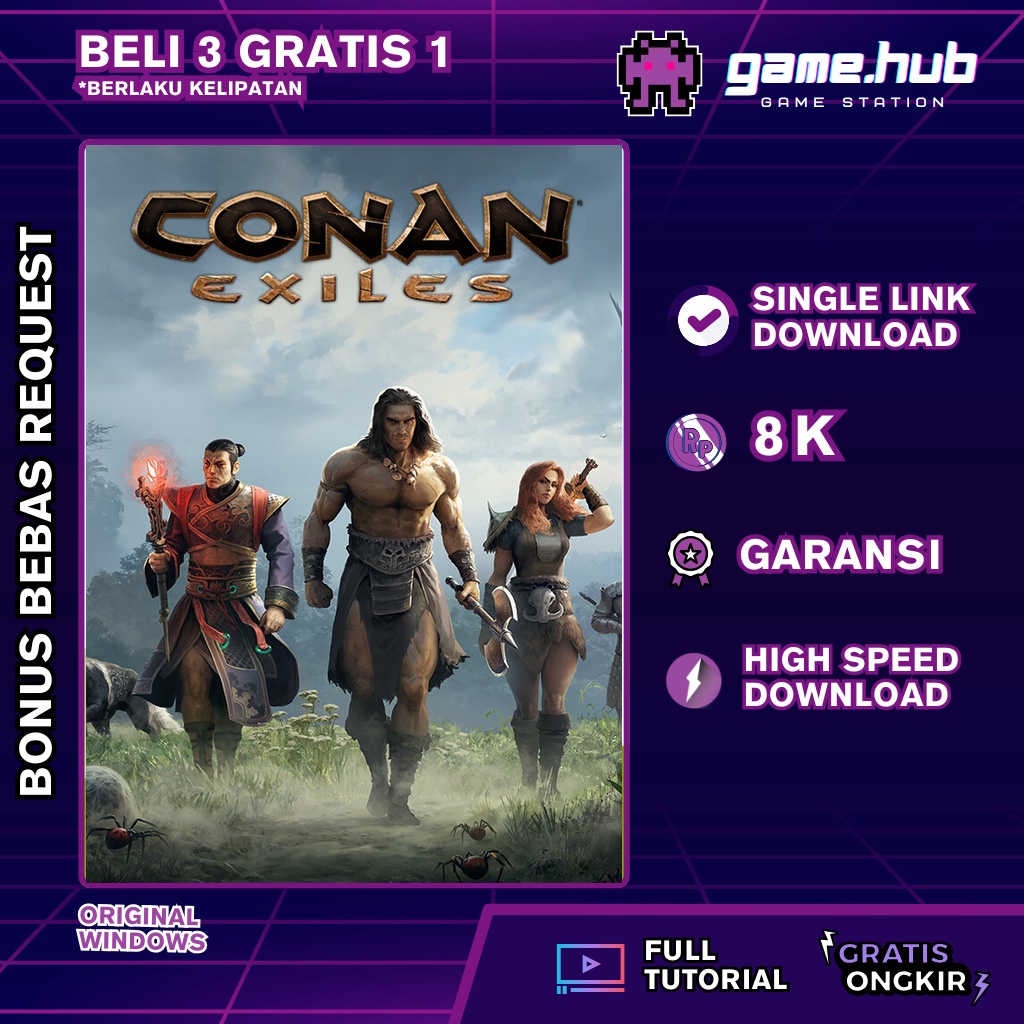 BELI 3 GRATIS 1
*BERLAKU KELIPATAN
game.hub
GAME STATION
BONUS BEBAS REQUEST
CONAN
EXILES
SINGLE LINK
DOWNLOAD
RP
8K
GARANSI
HIGH SPEED
DOWNLOAD
ORIGINAL
WINDOWS
FULL
TUTORIAL
GRATIS
ONGKIR